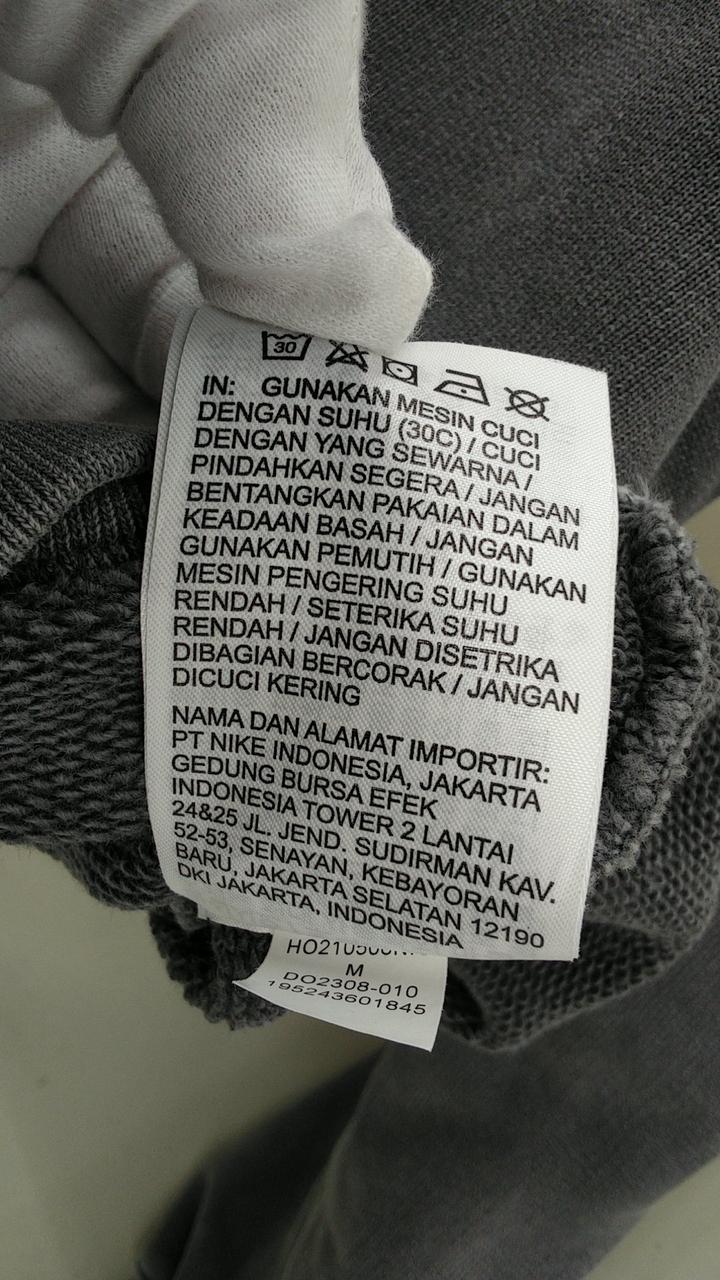 30
IN: GUNAKAN MESIN CUCI
DENGAN SUHU (30C) / CUCI
DENGAN YANG SEWARNA /
PINDAHKAN SEGERA / JANGAN
BENTANGKAN PAKAIAN DALAM
KEADAAN BASAH / JANGAN
GUNAKAN PEMUTIH / GUNAKAN
MESIN PENGERING SUHU
RENDAH / SETERIKA SUHU
RENDAH / JANGAN DISETRIKA
DIBAGIAN BERCORAK / JANGAN
DICUCI KERING
NAMA DAN ALAMAT IMPORTIR:
PT NIKE INDONESIA, JAKARTA
GEDUNG BURSA EFEK
INDONESIA TOWER 2 LANTAI
24&25 JL. JEND. SUDIRMAN KAV.
52-53, SENAYAN, KEBAYORAN
BARU, JAKARTA SELATAN 12190
DKI JAKARTA, INDONESIA
M
DO2308-010
195243601845